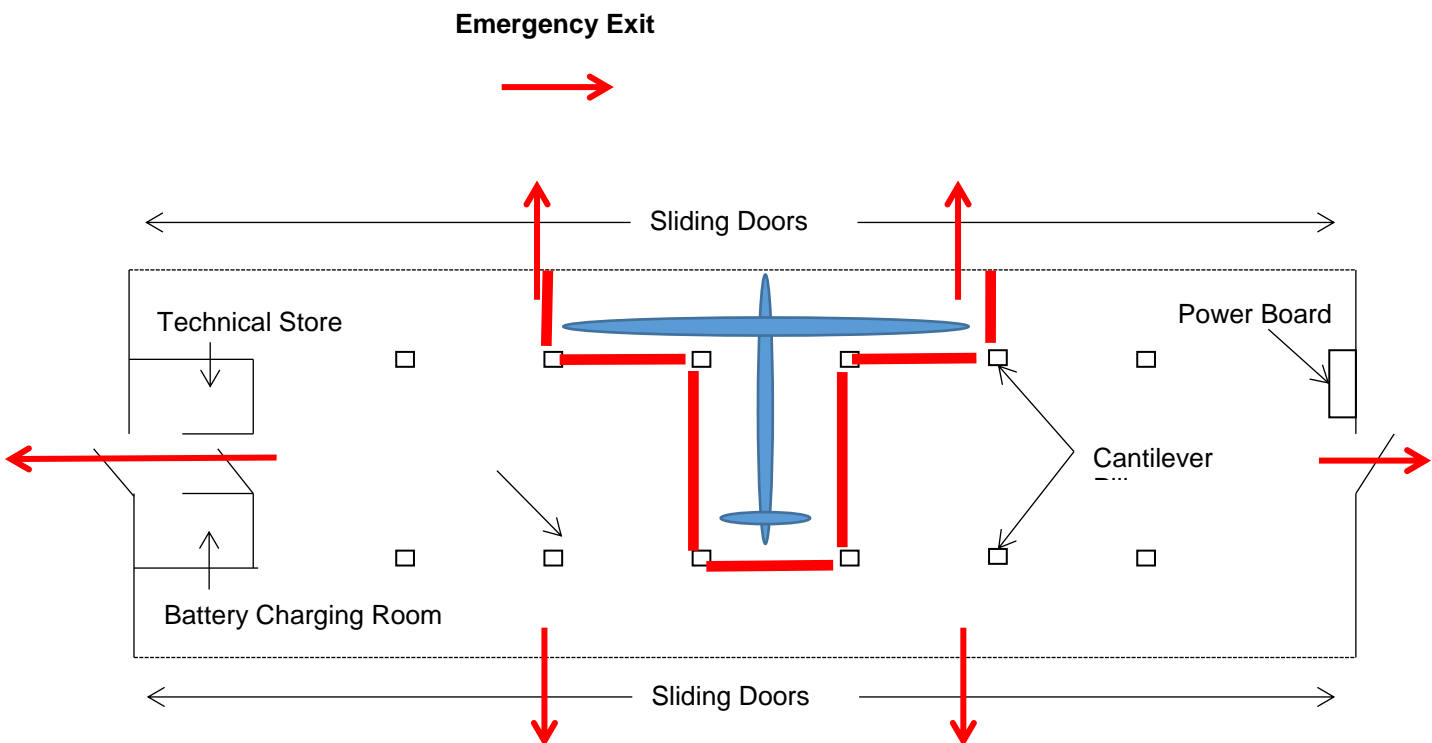 Emergency Exit
Sliding Doors
Technical Store
Power Board
Cantilever
Battery Charging Room
Sliding Doors